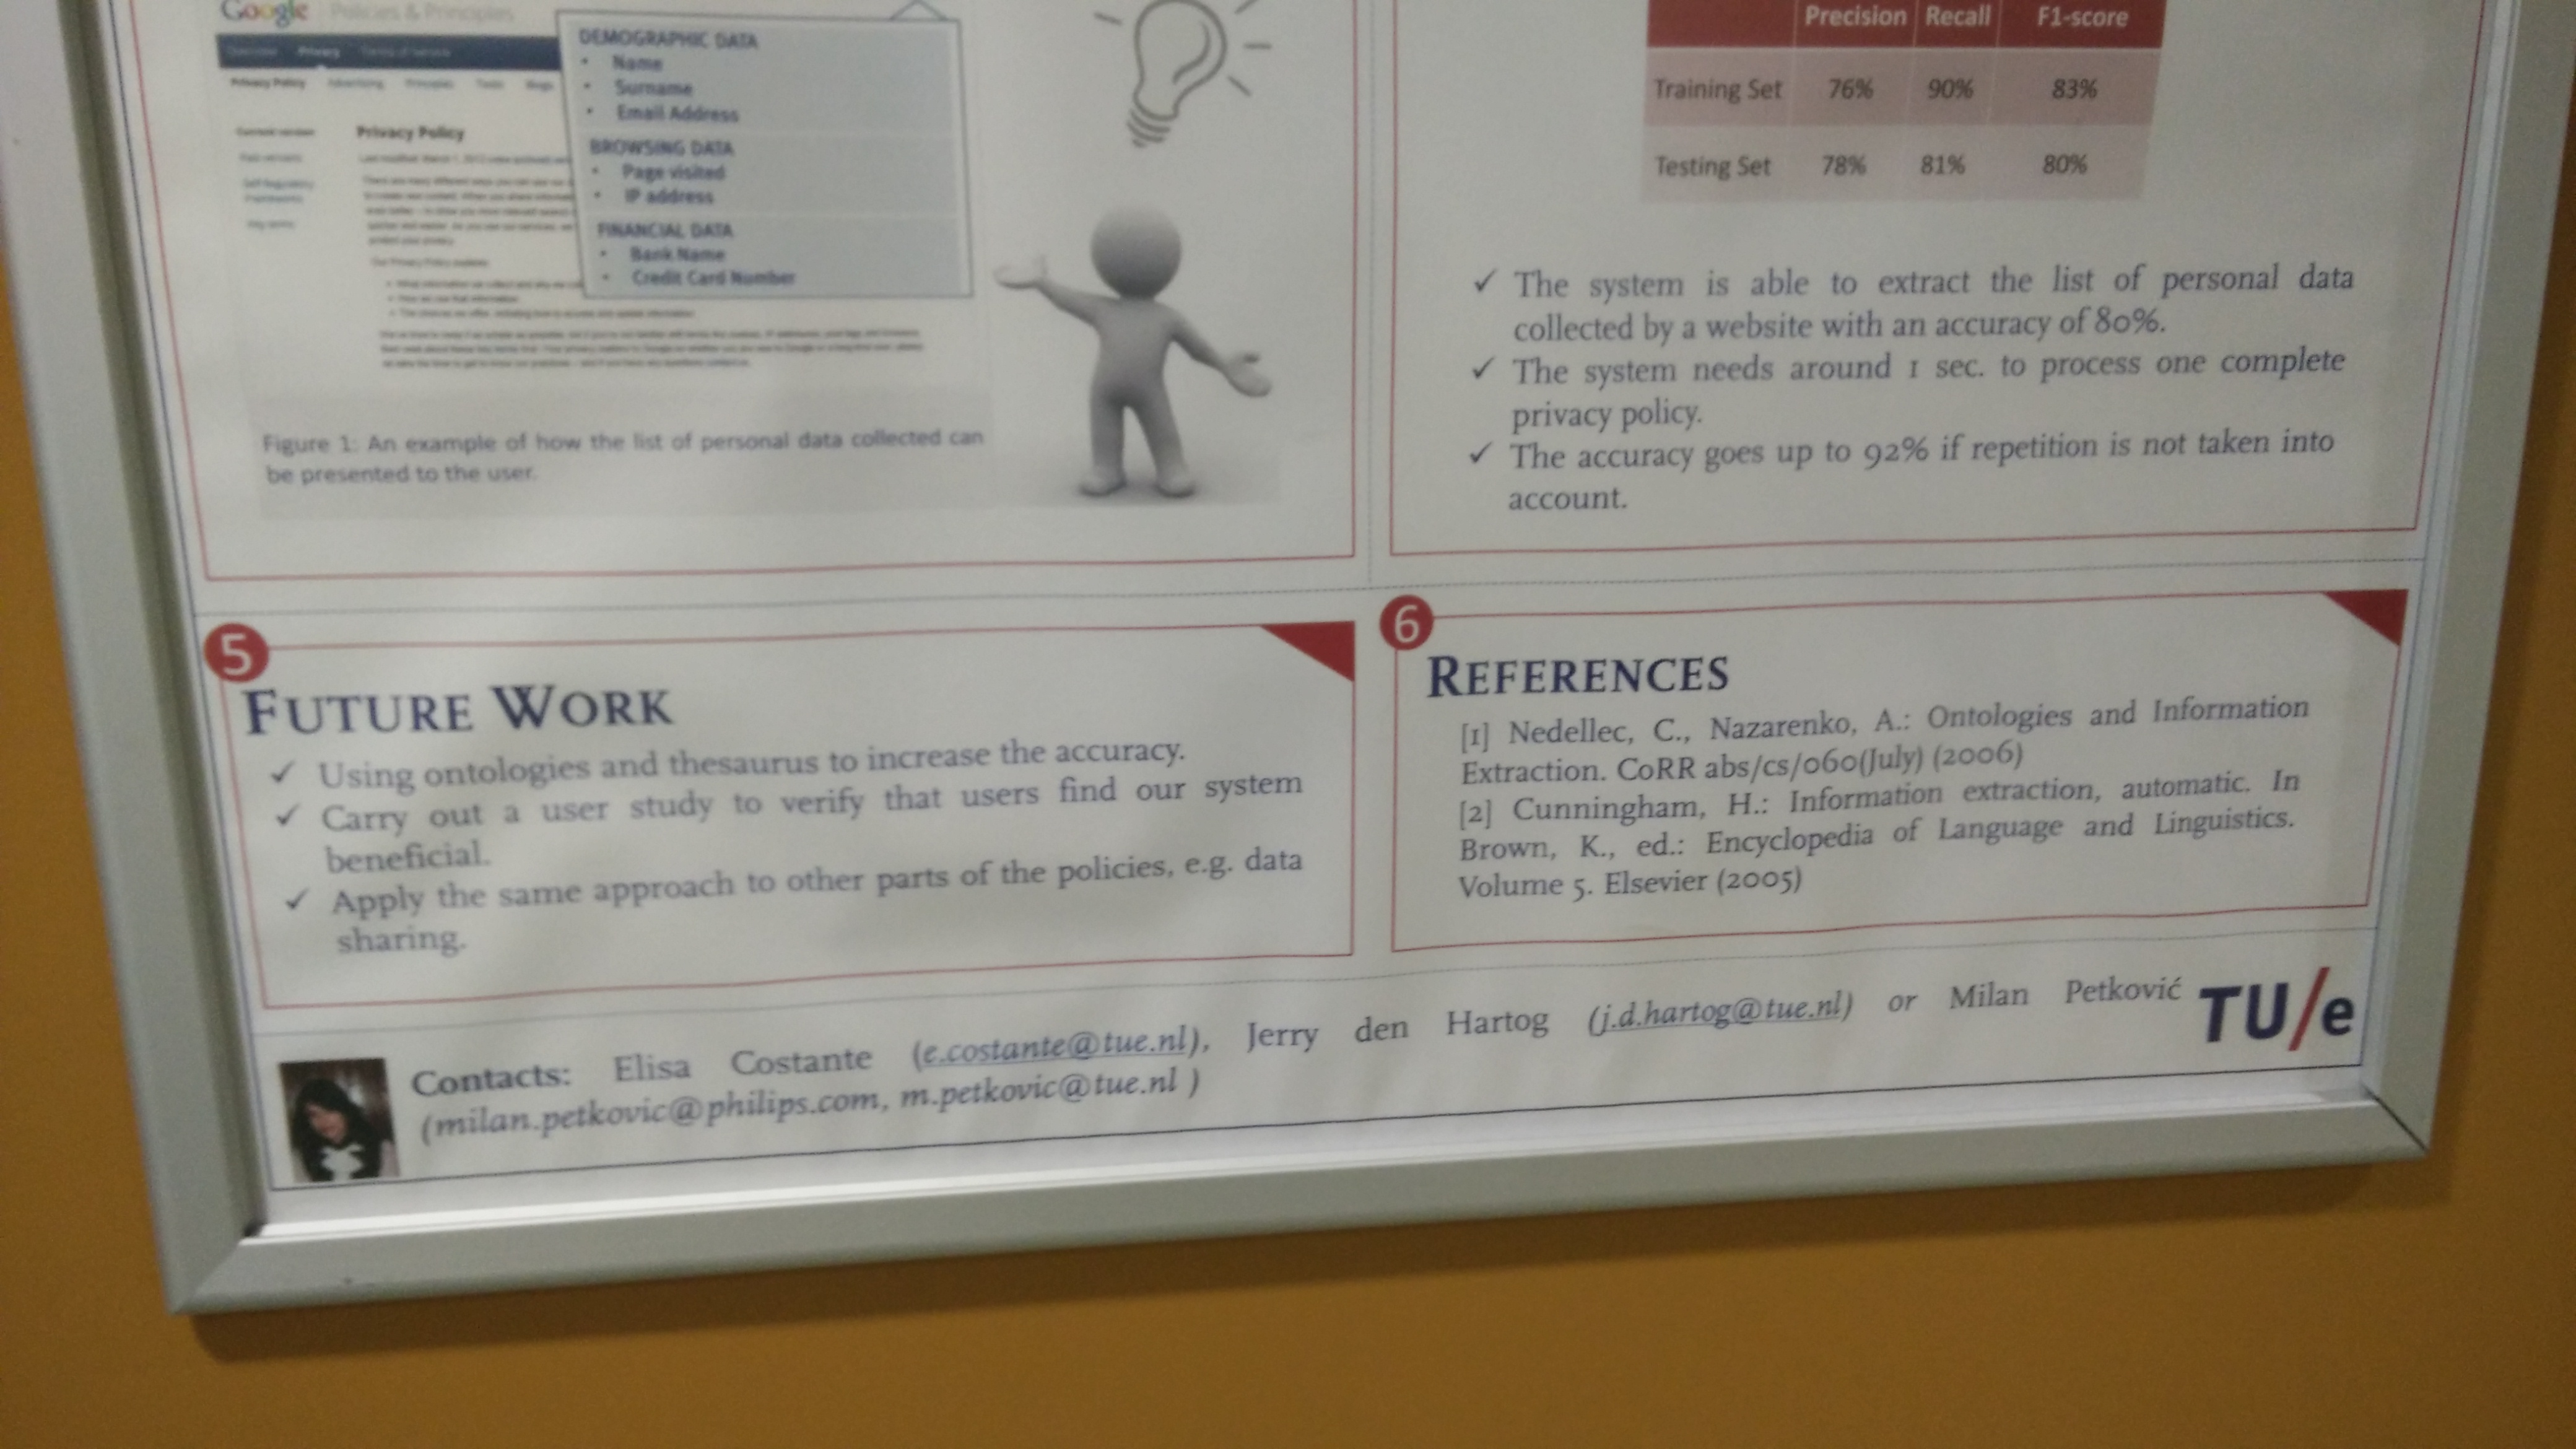 Google Policies & Principles
Overview Privacy Terms of Service
Privacy Policy Advertising Principles Tools Blogs
Privacy Policy
DEMOGRAPHIC DATA
• Name
• Surname
• Email Address
BROWSING DATA
• Page visited
• IP address
FINANCIAL DATA
• Bank Name
• Credit Card Number
Figure 1: An example of how the list of personal data collected can
be presented to the user.
Precision Recall F1-score
Training Set 76% 90% 83%
Testing Set 78% 81% 80%
✓ The system is able to extract the list of personal data
collected by a website with an accuracy of 80%.
✓ The system needs around 1 sec. to process one complete
privacy policy.
✓ The accuracy goes up to 92% if repetition is not taken into
account.
5
FUTURE WORK
✓ Using ontologies and thesaurus to increase the accuracy.
✓ Carry out a user study to verify that users find our system
beneficial.
✓ Apply the same approach to other parts of the policies, e.g. data
sharing.
6
REFERENCES
[1] Nedellec, C., Nazarenko, A.: Ontologies and Information
Extraction. CoRR abs/cs/060(July) (2006)
[2] Cunningham, H.: Information extraction, automatic. In
Brown, K., ed.: Encyclopedia of Language and Linguistics.
Volume 5. Elsevier (2005)
Contacts: Elisa Costante (e.costante@tue.nl), Jerry den Hartog (j.d.hartog@tue.nl) or Milan Petković
(milan.petkovic@philips.com, m.petkovic@tue.nl )
TU/e